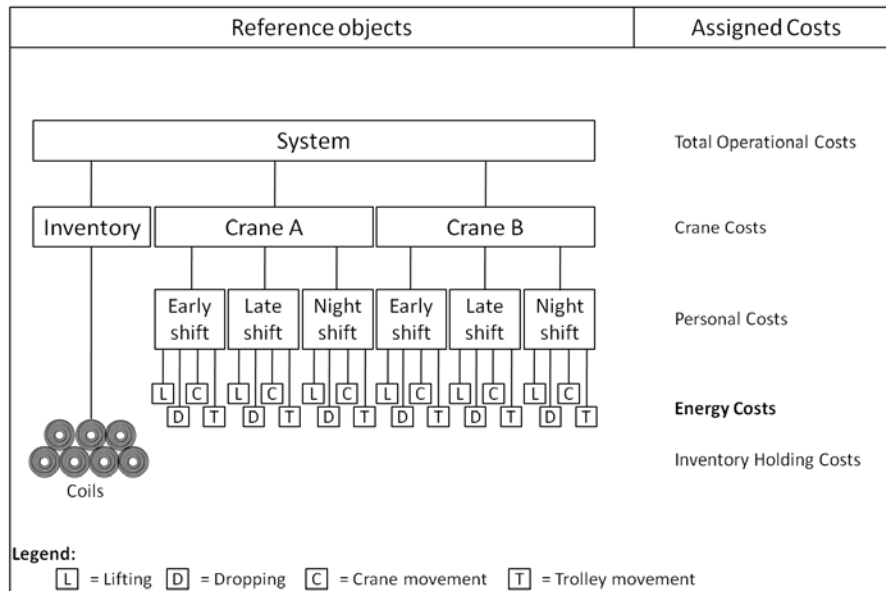 Reference objects
Assigned Costs
System
Total Operational Costs
Inventory
Crane A
Crane B
Crane Costs
Early
shift
Late
shift
Night
shift
Early
shift
Late
shift
Night
shift
Personal Costs
L C L C L C L C L C L C
D T D T D T D T D T D T
Energy Costs
Inventory Holding Costs
Coils
Legend:
L = Lifting D = Dropping C = Crane movement T = Trolley movement